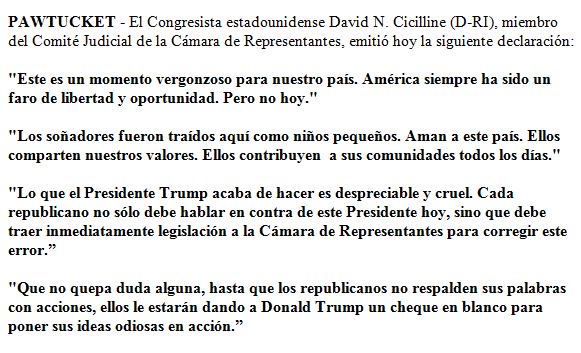 PAWTUCKET - El Congresista estadounidense David N. Cicilline (D-RI), miembro
del Comité Judicial de la Cámara de Representantes, emitió hoy la siguiente declaración:
"Este es un momento vergonzoso para nuestro país. América siempre ha sido un
faro de libertad y oportunidad. Pero no hoy."
"Los soñadores fueron traídos aquí como niños pequeños. Aman a este país. Ellos
comparten nuestros valores. Ellos contribuyen  a sus comunidades todos los días."
"Lo que el Presidente Trump acaba de hacer es despreciable y cruel. Cada
republicano no sólo debe hablar en contra de este Presidente hoy, sino que debe
traer inmediatamente legislación a la Cámara de Representantes para corregir este
error.”
"Que no quepa duda alguna, hasta que los republicanos no respalden sus palabras
con acciones, ellos le estarán dando a Donald Trump un cheque en blanco para
poner sus ideas odiosas en acción.”